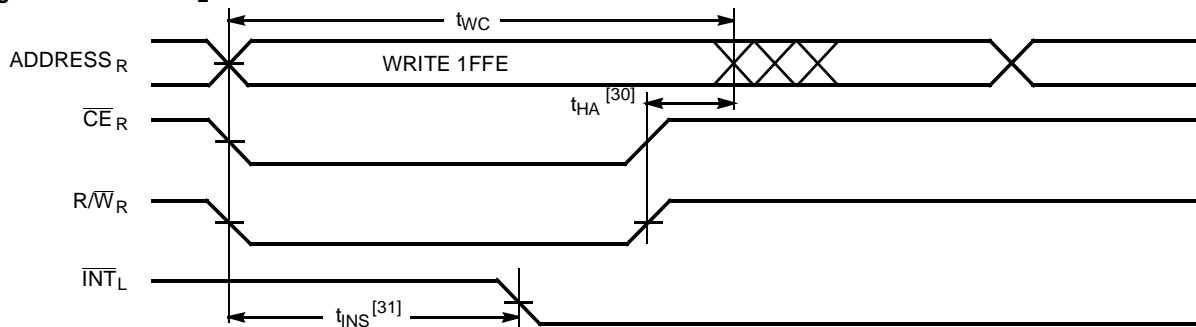 tWC
ADDRESS R
WRITE 1FFE
tHA [30]
CE R
R/W R
INT L
tINS [31]